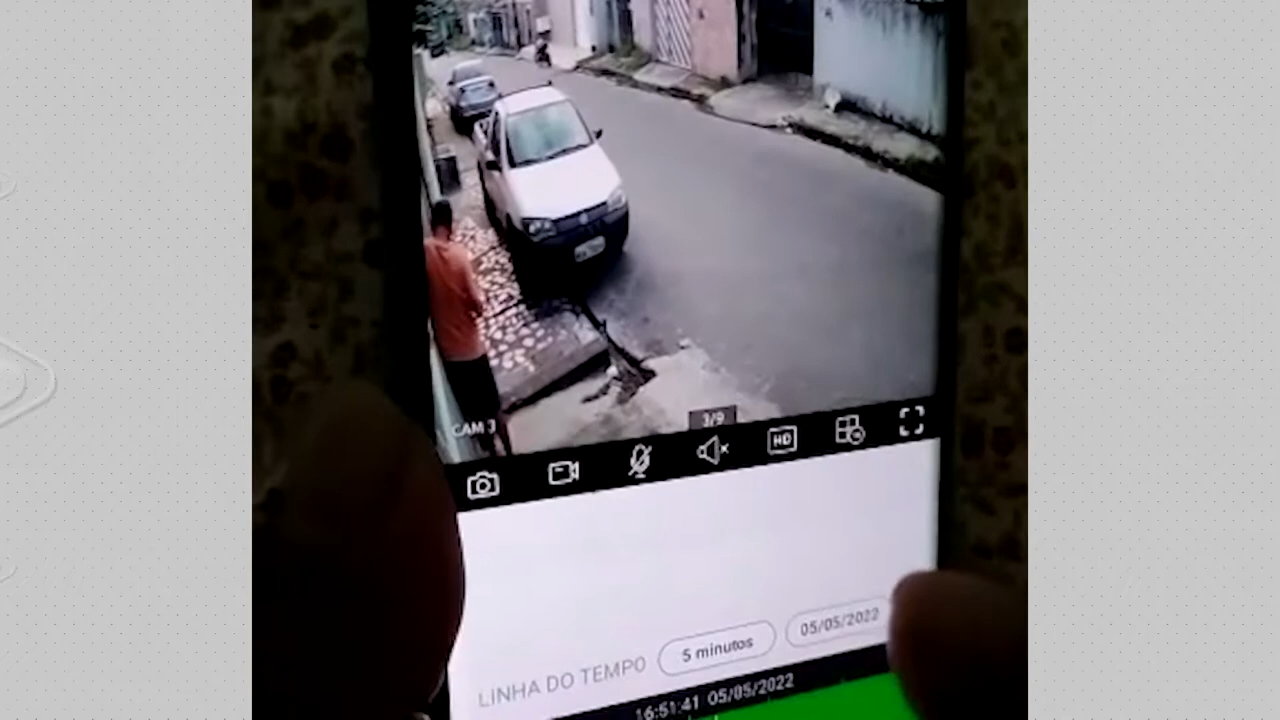 CAM 3
3/9
HD
LINHA DO TEMPO
5 minutos
05/05/2022
16:51:41 05/05/2022